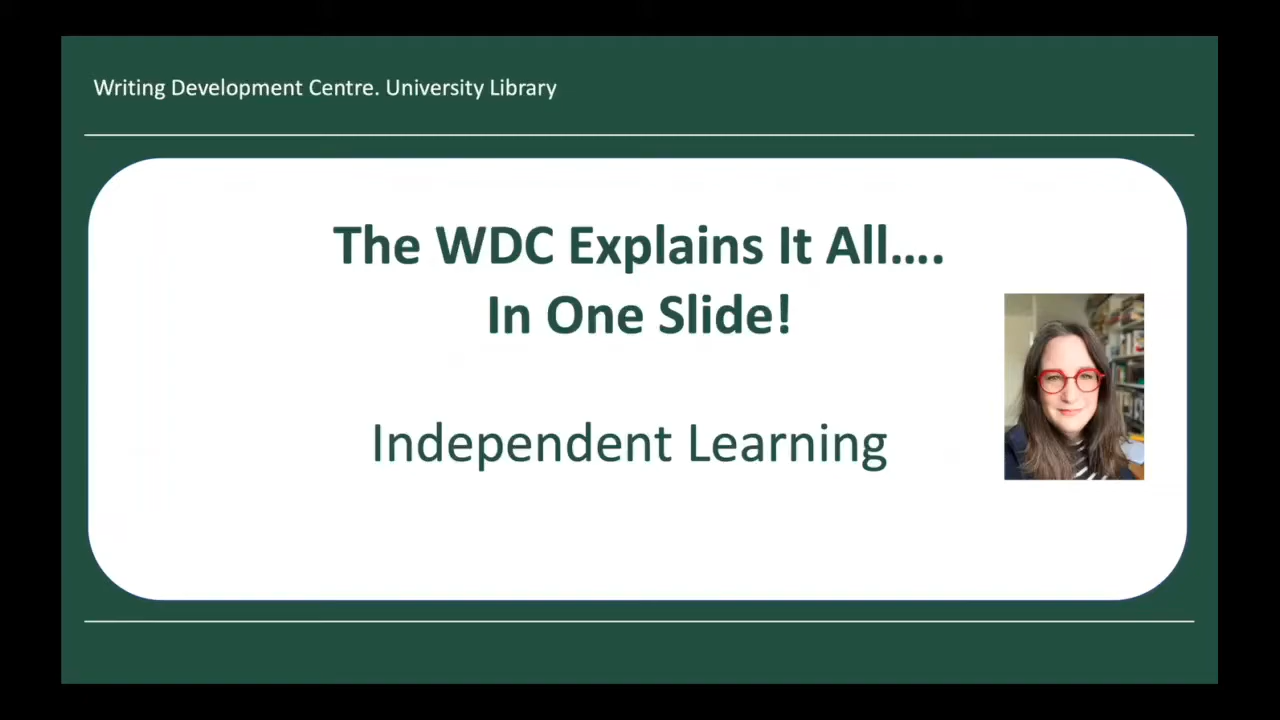 Writing Development Centre. University Library
The WDC Explains It All....
In One Slide!
Independent Learning